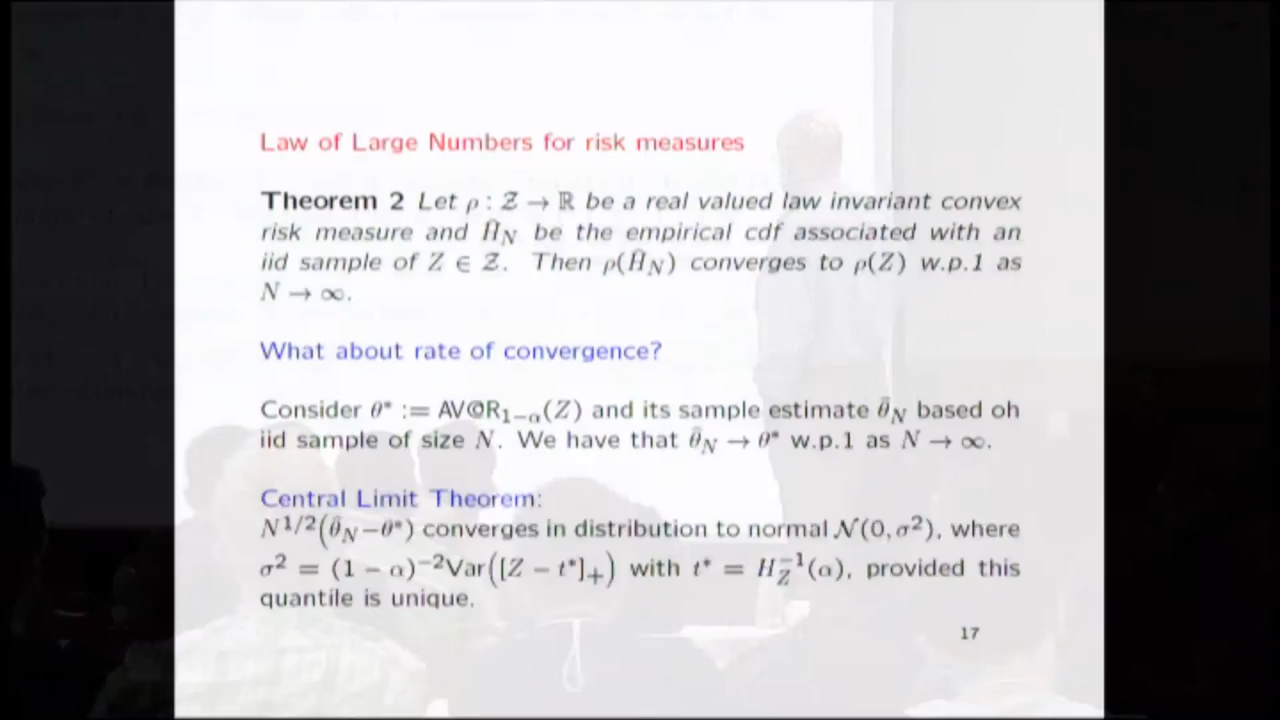 Law of Large Numbers for risk measures
Theorem 2 Let ρ : 𝒵 → ℝ be a real valued law invariant convex
risk measure and Ĥ_N be the empirical cdf associated with an
iid sample of Z ∈ 𝒵. Then ρ(Ĥ_N) converges to ρ(Z) w.p.1 as
N → ∞.
What about rate of convergence?
Consider θ* := AV@R_{1−α}(Z) and its sample estimate θ̂_N based oh
iid sample of size N. We have that θ̂_N → θ* w.p.1 as N → ∞.
Central Limit Theorem:
N^{1/2}(θ̂_N − θ*) converges in distribution to normal 𝒩(0, σ²), where
σ² = (1 − α)^{−2}Var([Z − t*]_+) with t* = H_Z^{−1}(α), provided this
quantile is unique.
17